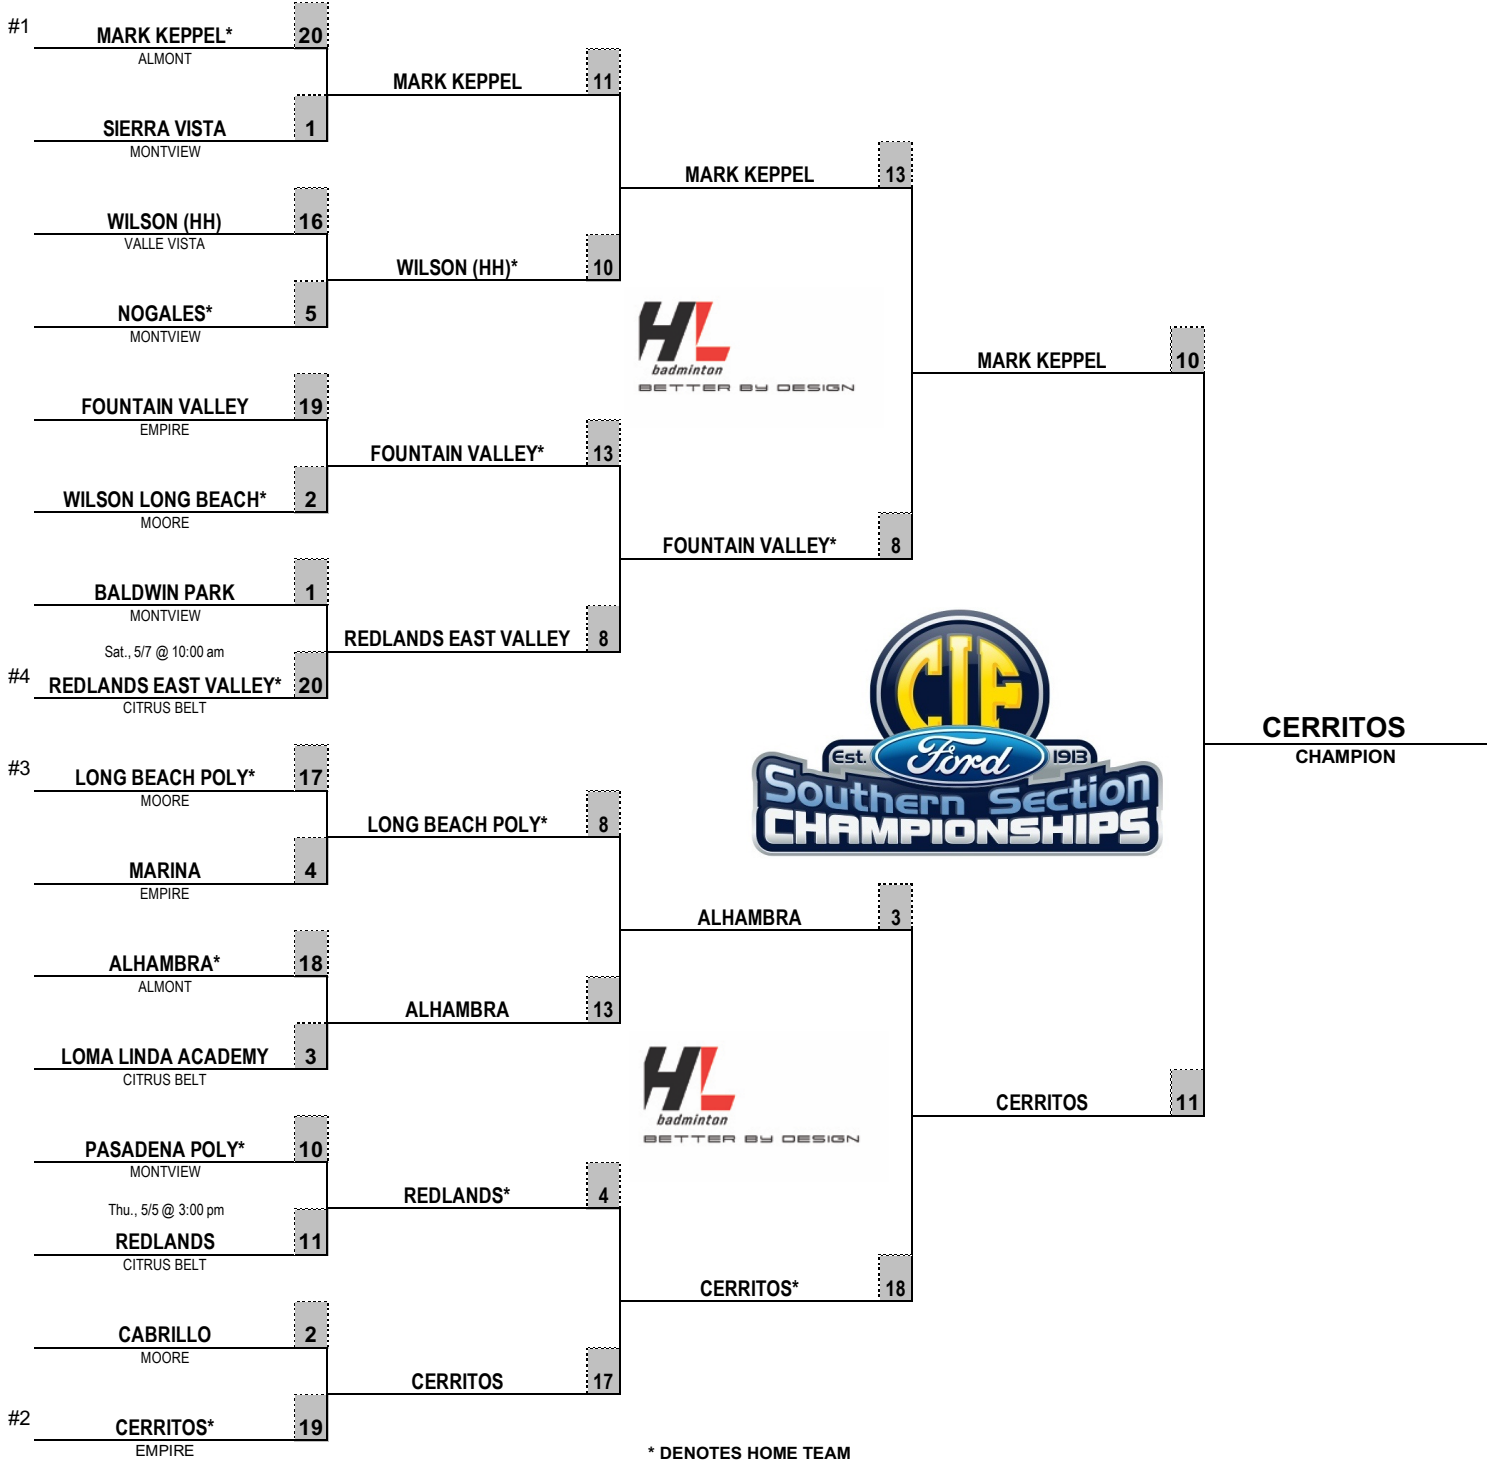 #1
MARK KEPPEL* 20
ALMONT
SIERRA VISTA 1
MONTVIEW
WILSON (HH) 16
VALLE VISTA
NOGALES* 5
MONTVIEW
FOUNTAIN VALLEY 19
EMPIRE
WILSON LONG BEACH* 2
MOORE
BALDWIN PARK 1
MONTVIEW
Sat., 5/7 @ 10:00 am
#4 REDLANDS EAST VALLEY* 20
CITRUS BELT
#3
LONG BEACH POLY* 17
MOORE
MARINA 4
EMPIRE
ALHAMBRA* 18
ALMONT
LOMA LINDA ACADEMY 3
CITRUS BELT
PASADENA POLY* 10
MONTVIEW
Thu., 5/5 @ 3:00 pm
REDLANDS 11
CITRUS BELT
CABRILLO 2
MOORE
#2
CERRITOS* 19
EMPIRE
MARK KEPPEL 11
WILSON (HH)* 10
FOUNTAIN VALLEY* 13
REDLANDS EAST VALLEY 8
LONG BEACH POLY* 8
ALHAMBRA 13
REDLANDS* 4
CERRITOS 17
MARK KEPPEL 13
HL
badminton
BETTER BY DESIGN
FOUNTAIN VALLEY* 8
ALHAMBRA 3
HL
badminton
BETTER BY DESIGN
CERRITOS* 18
MARK KEPPEL 10
CIF
Est. Ford 1913
Southern Section
CHAMPIONSHIPS
CERRITOS 11
CERRITOS
CHAMPION
* DENOTES HOME TEAM